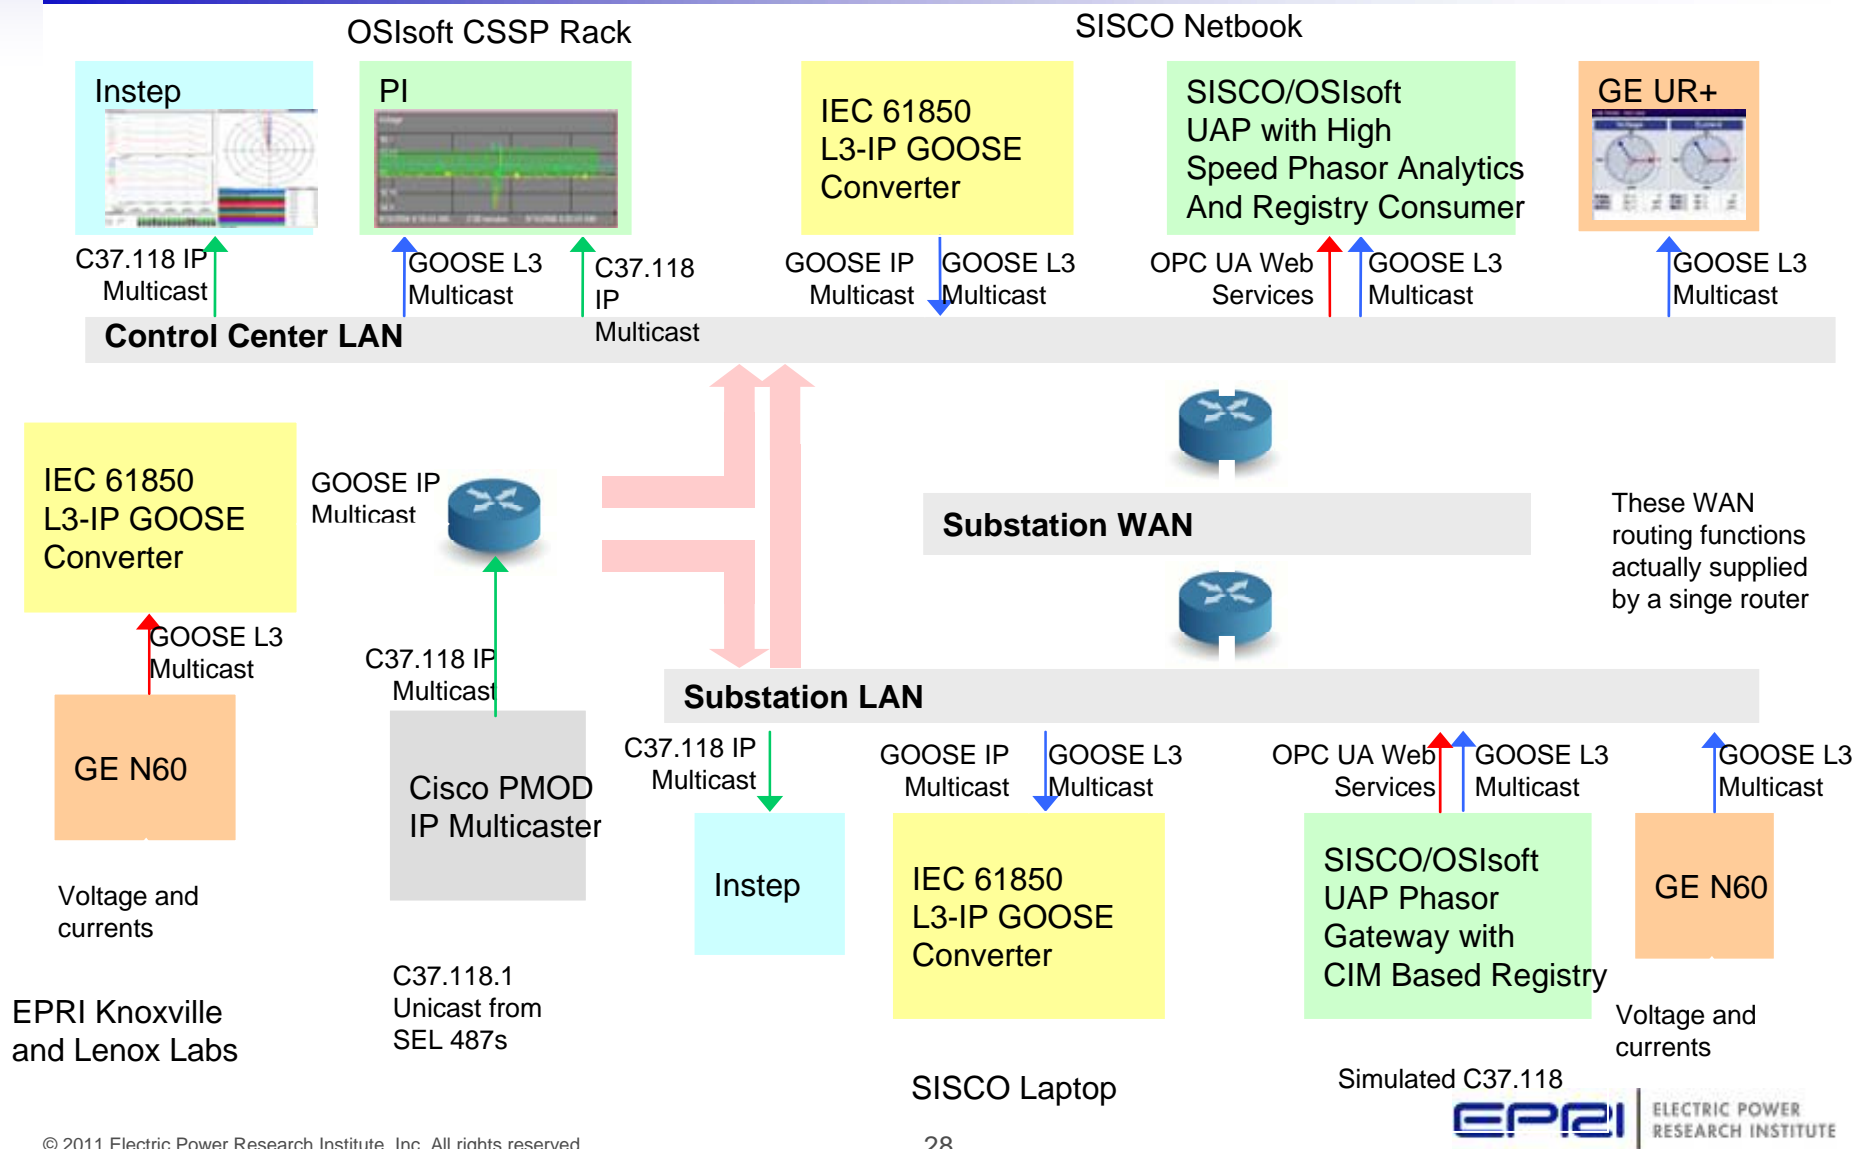 OSIsoft CSSP Rack
SISCO Netbook
Instep
PI
IEC 61850
L3-IP GOOSE
Converter
SISCO/OSIsoft
UAP with High
Speed Phasor Analytics
And Registry Consumer
GE UR+
C37.118 IP
Multicast
GOOSE L3
Multicast
C37.118
IP
Multicast
GOOSE IP
Multicast
GOOSE L3
Multicast
OPC UA Web
Services
GOOSE L3
Multicast
GOOSE L3
Multicast
Control Center LAN
IEC 61850
L3-IP GOOSE
Converter
GOOSE IP
Multicast
Substation WAN
These WAN
routing functions
actually supplied
by a singe router
GOOSE L3
Multicast
C37.118 IP
Multicast
Substation LAN
GE N60
Cisco PMOD
IP Multicaster
C37.118 IP
Multicast
GOOSE IP
Multicast
GOOSE L3
Multicast
OPC UA Web
Services
GOOSE L3
Multicast
GOOSE L3
Multicast
Instep
IEC 61850
L3-IP GOOSE
Converter
SISCO/OSIsoft
UAP Phasor
Gateway with
CIM Based Registry
GE N60
Voltage and
currents
C37.118.1
Unicast from
SEL 487s
EPRI Knoxville
and Lenox Labs
Voltage and
currents
SISCO Laptop
Simulated C37.118
EPRI
ELECTRIC POWER
RESEARCH INSTITUTE
© 2011 Electric Power Research Institute, Inc. All rights reserved.
28